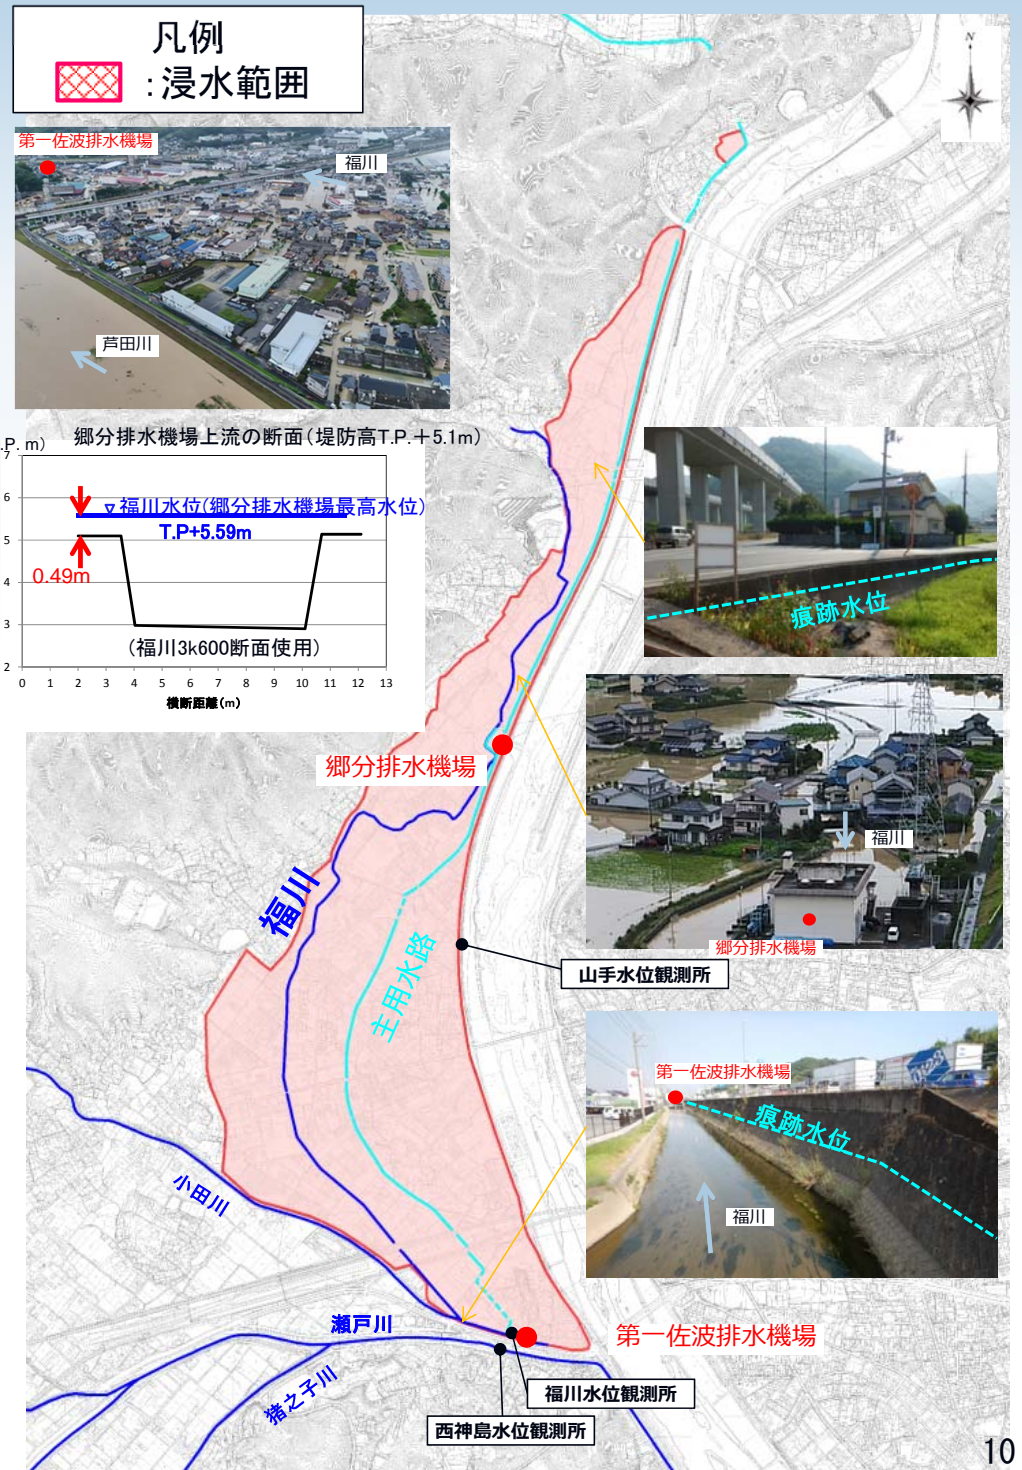 凡例
：浸水範囲
N
第一佐波排水機場
福川
芦田川
.P. m)
郷分排水機場上流の断面（堤防高T.P.＋5.1m）
7
6
5
4
3
2
▽福川水位(郷分排水機場最高水位)
T.P+5.59m
0.49m
(福川3k600断面使用)
0 1 2 3 4 5 6 7 8 9 10 11 12 13
横断距離(m)
痕跡水位
福川
郷分排水機場
郷分排水機場
福川
主用水路
山手水位観測所
第一佐波排水機場
痕跡水位
福川
小田川
瀬戸川
猪之子川
第一佐波排水機場
福川水位観測所
西神島水位観測所
10